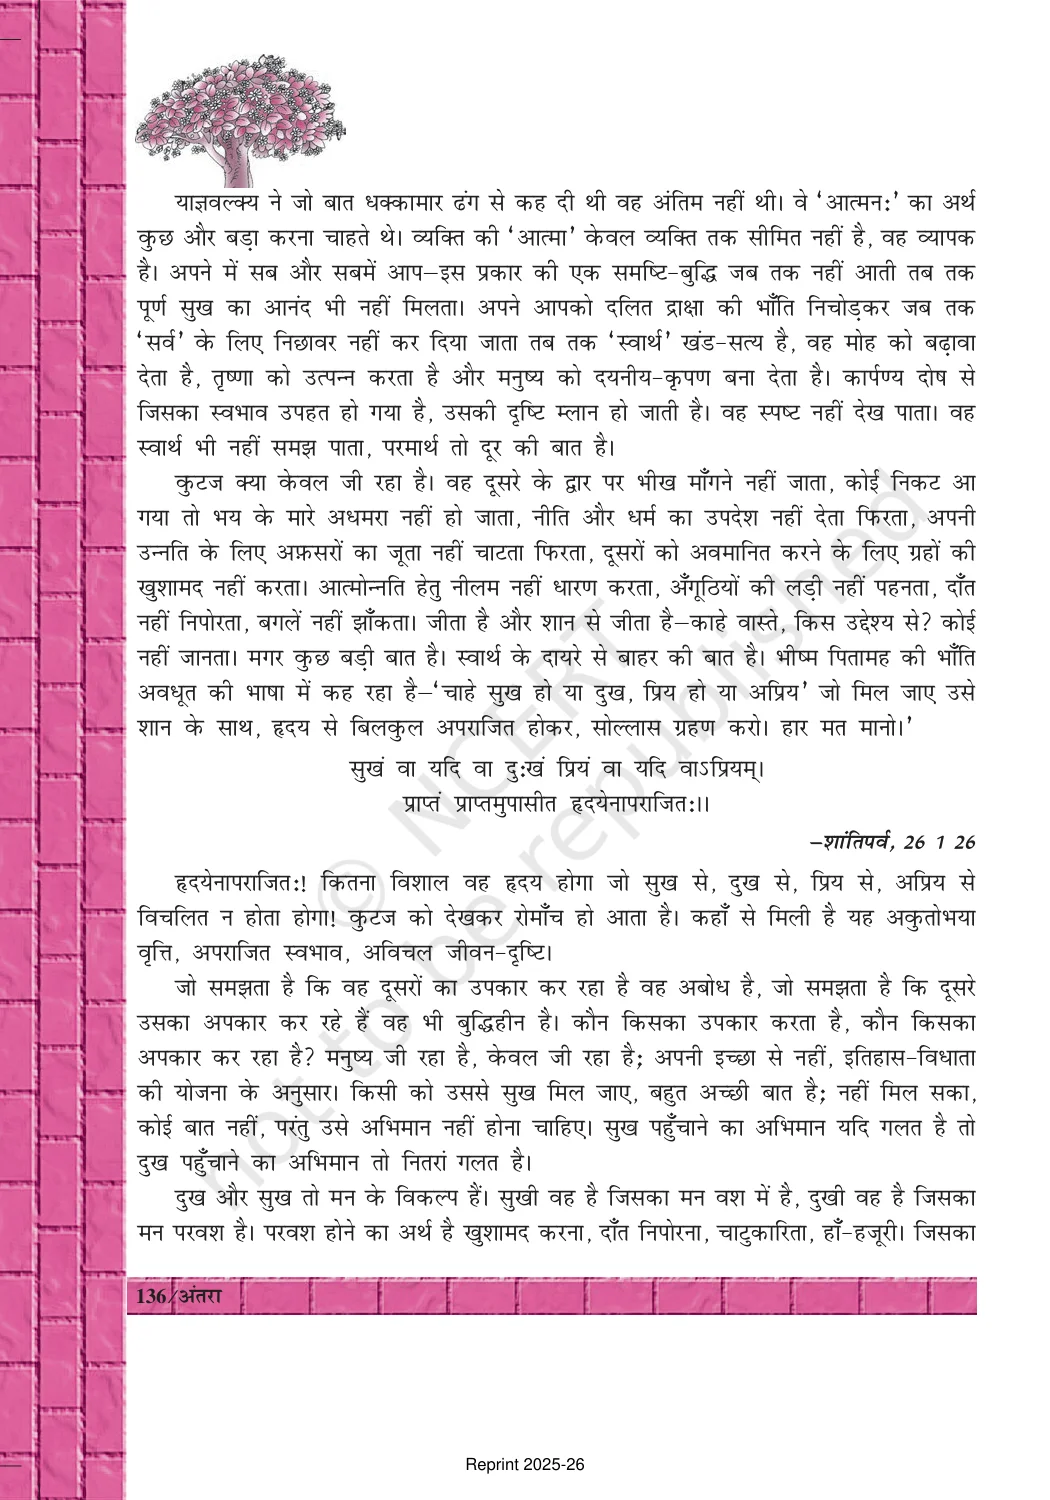 याज्ञवल्क्य ने जो बात धक्कामार ढंग से कह दी थी वह अंतिम नहीं थी। वे ‘आत्मनः’ का अर्थ
कुछ और बड़ा करना चाहते थे। व्यक्ति की ‘आत्मा’ केवल व्यक्ति तक सीमित नहीं है, वह व्यापक
है। अपने में सब और सबमें आप–इस प्रकार की एक समष्टि-बुद्धि जब तक नहीं आती तब तक
पूर्ण सुख का आनंद भी नहीं मिलता। अपने आपको दलित द्राक्षा की भाँति निचोड़कर जब तक
‘सर्व’ के लिए निछावर नहीं कर दिया जाता तब तक ‘स्वार्थ’ खंड-सत्य है, वह मोह को बढ़ावा
देता है, तृष्णा को उत्पन्न करता है और मनुष्य को दयनीय-कृपण बना देता है। कार्पण्य दोष से
जिसका स्वभाव उपहत हो गया है, उसकी दृष्टि म्लान हो जाती है। वह स्पष्ट नहीं देख पाता। वह
स्वार्थ भी नहीं समझ पाता, परमार्थ तो दूर की बात है।
कुटज क्या केवल जी रहा है। वह दूसरे के द्वार पर भीख माँगने नहीं जाता, कोई निकट आ
गया तो भय के मारे अधमरा नहीं हो जाता, नीति और धर्म का उपदेश नहीं देता फिरता, अपनी
उन्नति के लिए अफ़सरों का जूता नहीं चाटता फिरता, दूसरों को अवमानित करने के लिए ग्रहों की
खुशामद नहीं करता। आत्मोन्नति हेतु नीलम नहीं धारण करता, अँगूठियों की लड़ी नहीं पहनता, दाँत
नहीं निपोरता, बगलें नहीं झाँकता। जीता है और शान से जीता है–काहे वास्ते, किस उद्देश्य से? कोई
नहीं जानता। मगर कुछ बड़ी बात है। स्वार्थ के दायरे से बाहर की बात है। भीष्म पितामह की भाँति
अवधूत की भाषा में कह रहा है–‘चाहे सुख हो या दुख, प्रिय हो या अप्रिय’ जो मिल जाए उसे
शान के साथ, हृदय से बिलकुल अपराजित होकर, सोल्लास ग्रहण करो। हार मत मानो।’
सुखं वा यदि वा दुःखं प्रियं वा यदि वाऽप्रियम्।
प्राप्तं प्राप्तमुपासीत हृदयेनापराजितः।।
–शांतिपर्व, 26 1 26
हृदयेनापराजितः! कितना विशाल वह हृदय होगा जो सुख से, दुख से, प्रिय से, अप्रिय से
विचलित न होता होगा! कुटज को देखकर रोमाँच हो आता है। कहाँ से मिली है यह अकुतोभया
वृत्ति, अपराजित स्वभाव, अविचल जीवन-दृष्टि।
जो समझता है कि वह दूसरों का उपकार कर रहा है वह अबोध है, जो समझता है कि दूसरे
उसका अपकार कर रहे हैं वह भी बुद्धिहीन है। कौन किसका उपकार करता है, कौन किसका
अपकार कर रहा है? मनुष्य जी रहा है, केवल जी रहा है; अपनी इच्छा से नहीं, इतिहास-विधाता
की योजना के अनुसार। किसी को उससे सुख मिल जाए, बहुत अच्छी बात है; नहीं मिल सका,
कोई बात नहीं, परंतु उसे अभिमान नहीं होना चाहिए। सुख पहुँचाने का अभिमान यदि गलत है तो
दुख पहुँचाने का अभिमान तो नितरां गलत है।
दुख और सुख तो मन के विकल्प हैं। सुखी वह है जिसका मन वश में है, दुखी वह है जिसका
मन परवश है। परवश होने का अर्थ है खुशामद करना, दाँत निपोरना, चाटुकारिता, हाँ-हजूरी। जिसका
136/अंतरा
Reprint 2025-26
© NCERT
not to be republished